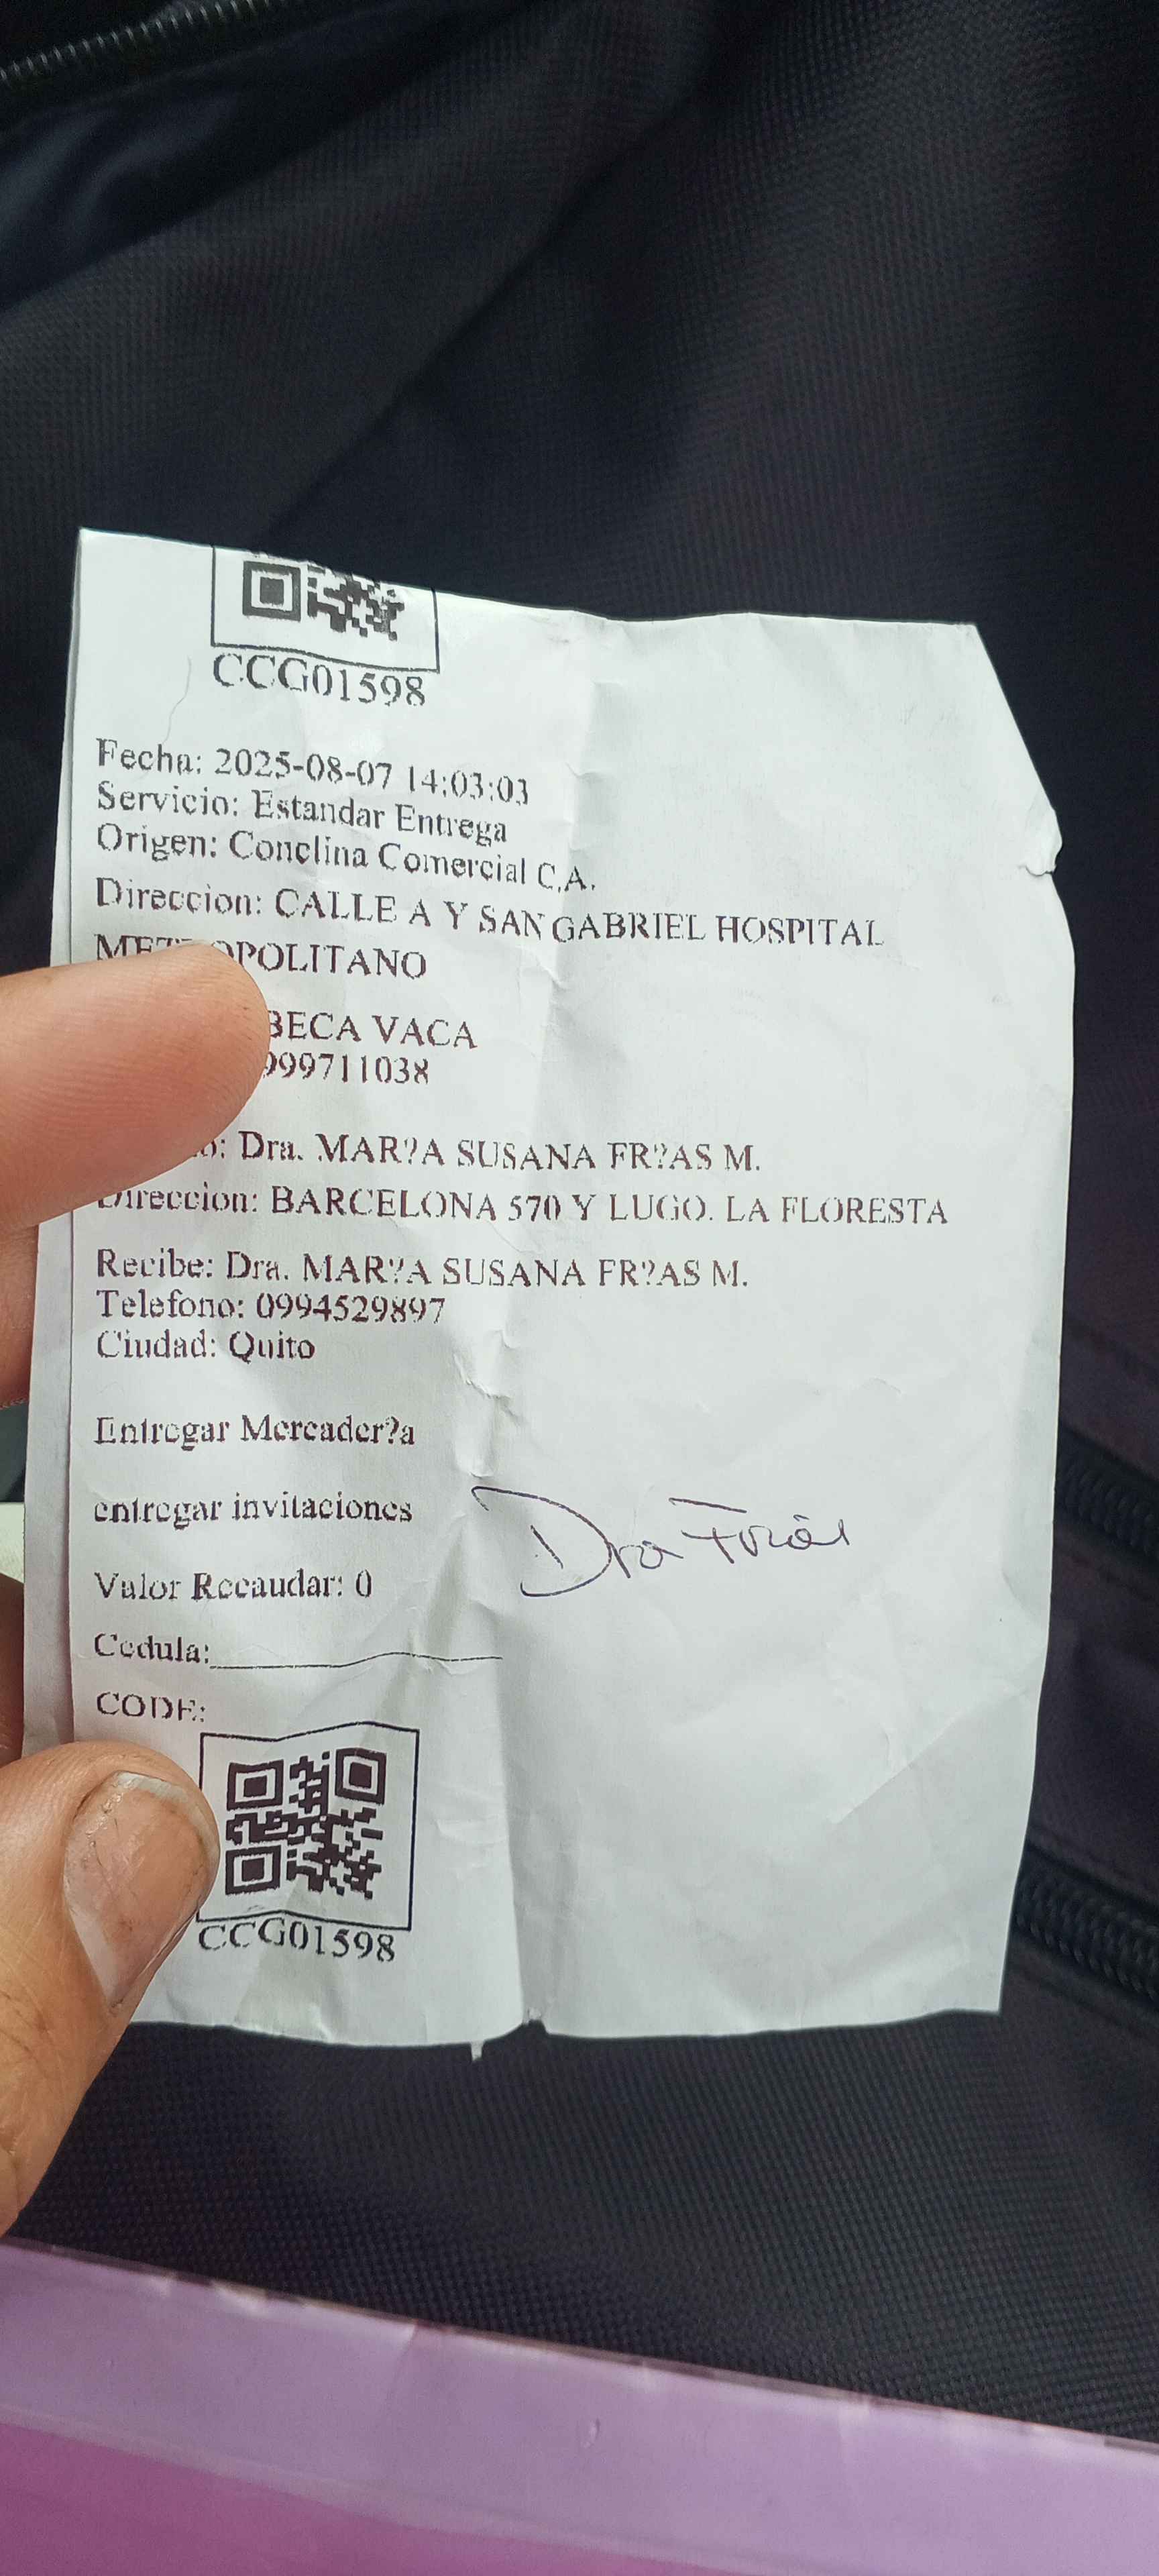 CCG01598
Fecha: 2025-08-07 14:03:03
Servicio: Estandar Entrega
Origen: Conclina Comercial C.A.
Direccion: CALLE A Y SAN GABRIEL HOSPITAL
METROPOLITANO
BECA VACA
999711038
o: Dra. MAR?A SUSANA FR?AS M.
Direccion: BARCELONA 570 Y LUGO. LA FLORESTA
Recibe: Dra. MAR?A SUSANA FR?AS M.
Telefono: 0994529897
Ciudad: Quito
Entregar Mercader?a
entregar invitaciones
Dra Frías
Valor Recaudar: 0
Cedula:
CODE:
CCG01598